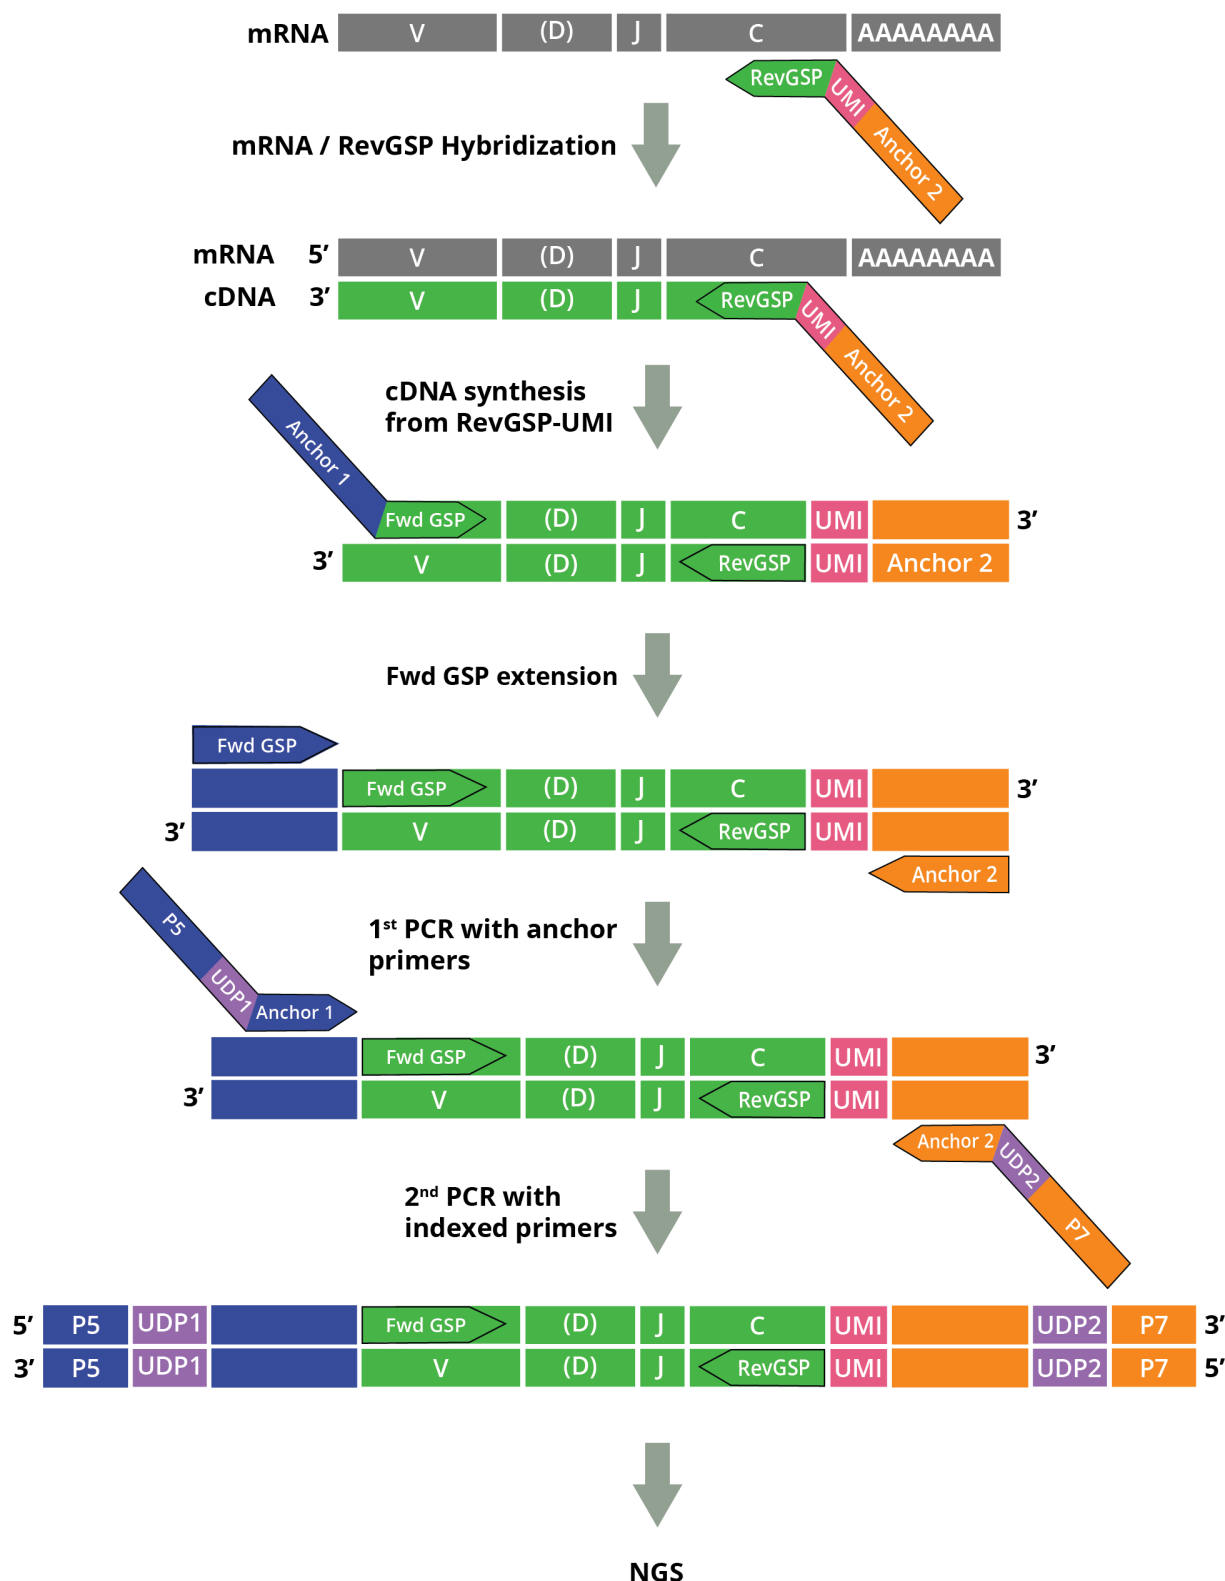 mRNA V (D) J C AAAAAAAA
RevGSP UMI Anchor 2
mRNA / RevGSP Hybridization
mRNA 5’ V (D) J C AAAAAAAA
cDNA 3’ V (D) J RevGSP UMI Anchor 2
cDNA synthesis
from RevGSP-UMI
Anchor 1 Fwd GSP (D) J C UMI 3’
3’ V (D) J RevGSP UMI Anchor 2
Fwd GSP extension
Fwd GSP
Fwd GSP (D) J C UMI 3’
3’ V (D) J RevGSP UMI
Anchor 2
1st PCR with anchor
primers
P5 UDP1 Anchor 1
Fwd GSP (D) J C UMI 3’
3’ V (D) J RevGSP UMI
Anchor 2 UDP2 P7
2nd PCR with
indexed primers
5’ P5 UDP1 Fwd GSP (D) J C UMI UDP2 P7 3’
3’ P5 UDP1 V (D) J RevGSP UMI UDP2 P7 5’
NGS